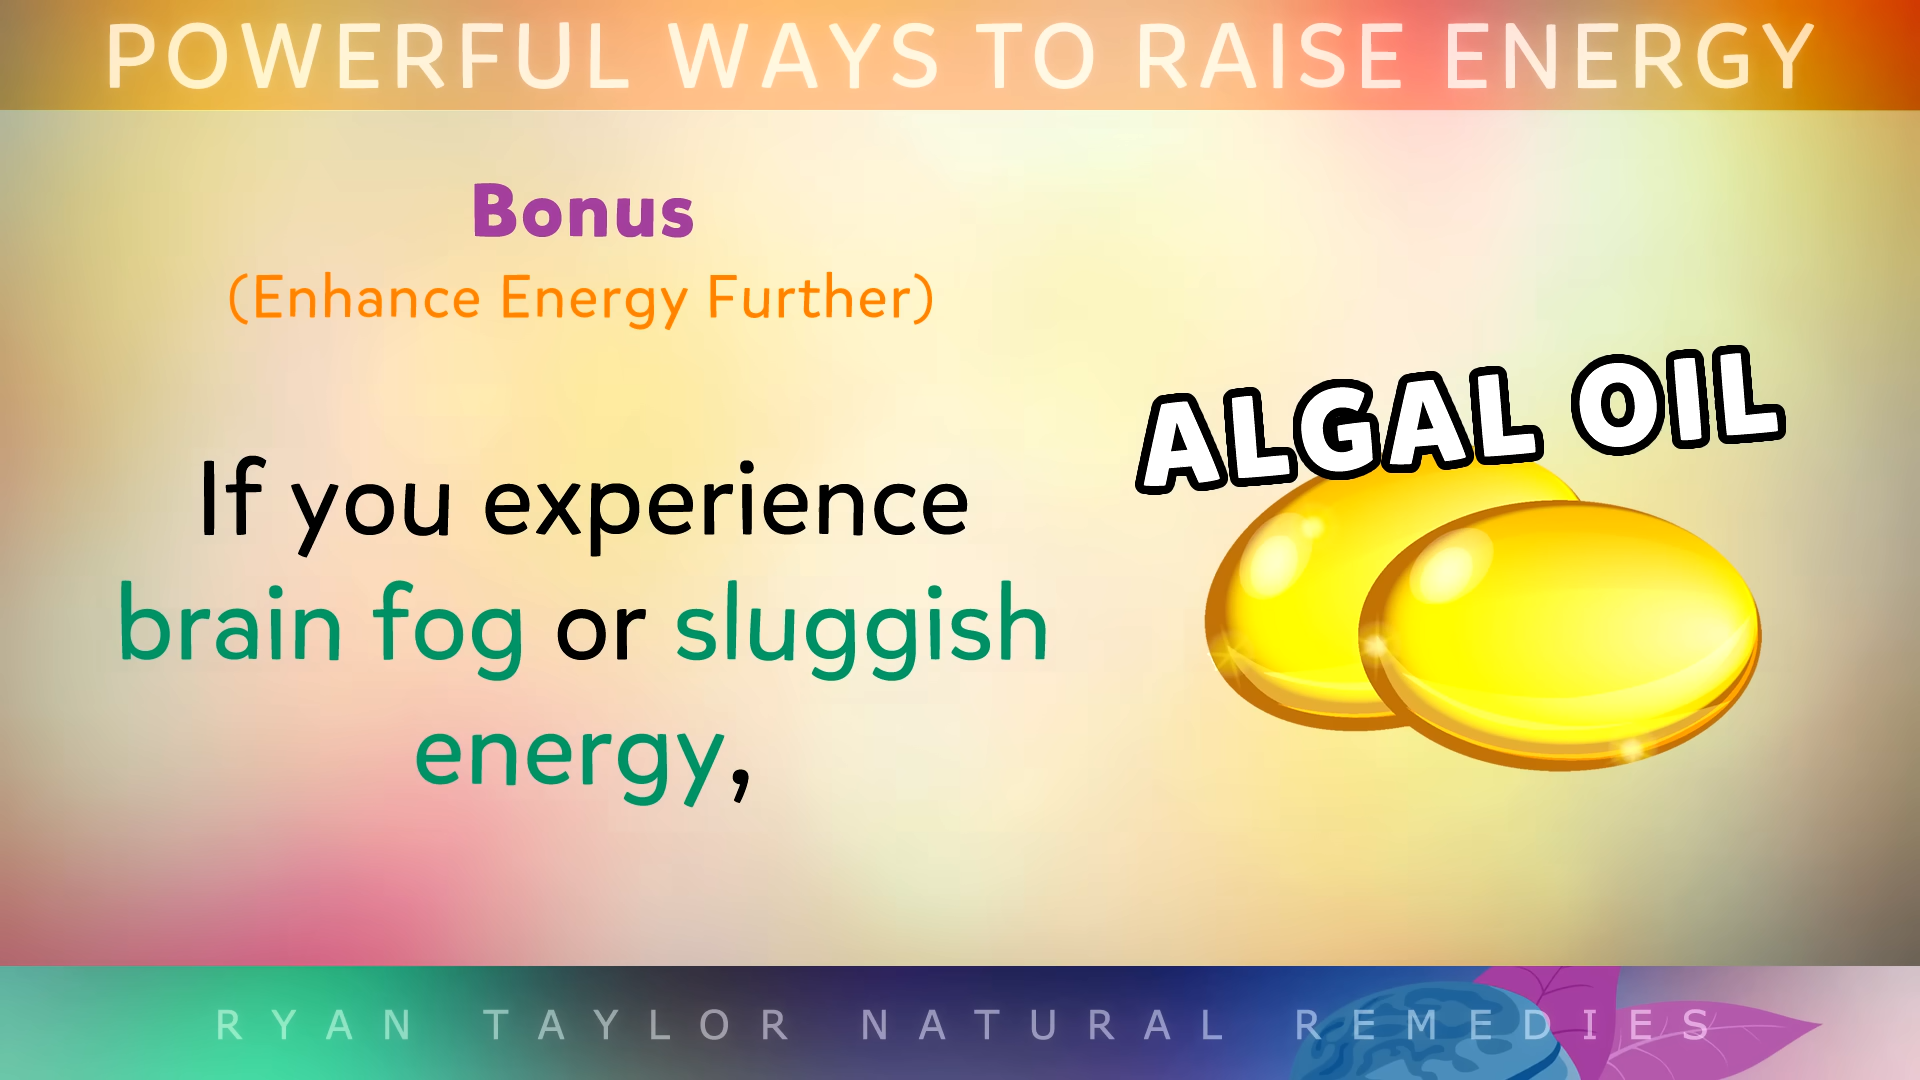 POWERFUL WAYS TO RAISE ENERGY
Bonus
(Enhance Energy Further)
If you experience
brain fog or sluggish
energy,
ALGAL OIL
RYAN TAYLOR NATURAL REMEDIES